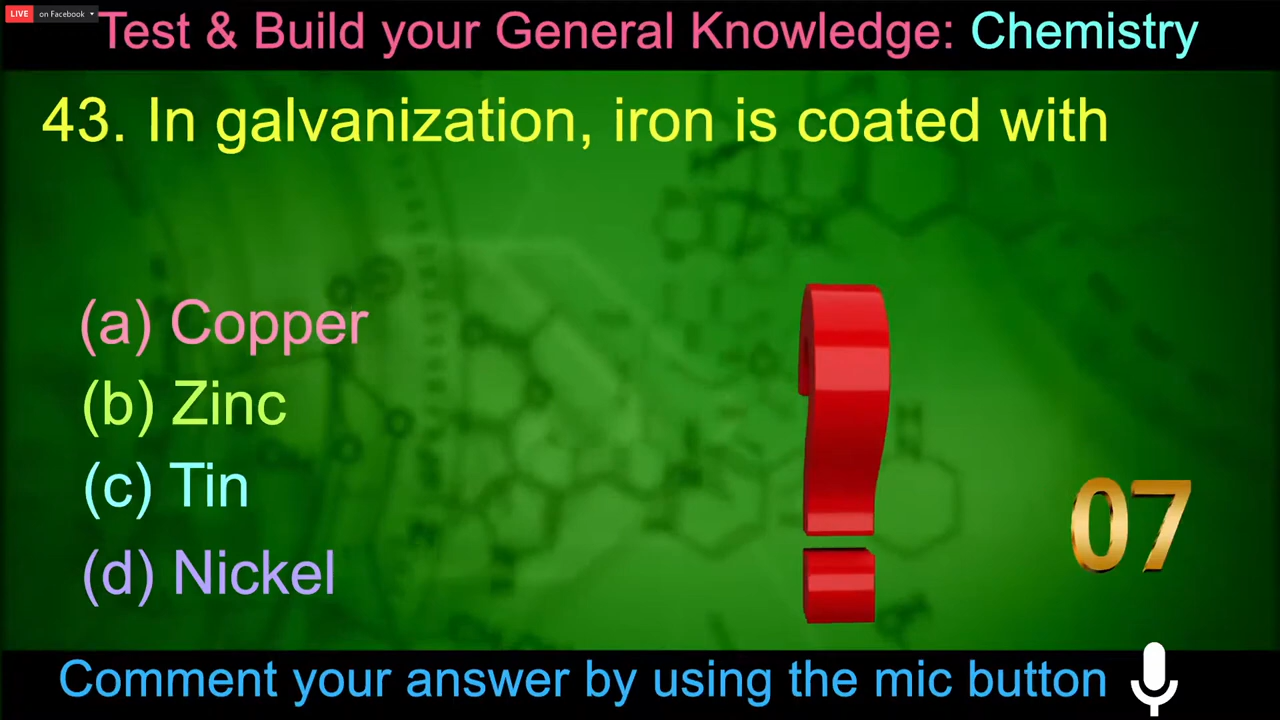 LIVE on Facebook
Test & Build your General Knowledge: Chemistry
43. In galvanization, iron is coated with
(a) Copper
(b) Zinc
(c) Tin
(d) Nickel
07
Comment your answer by using the mic button